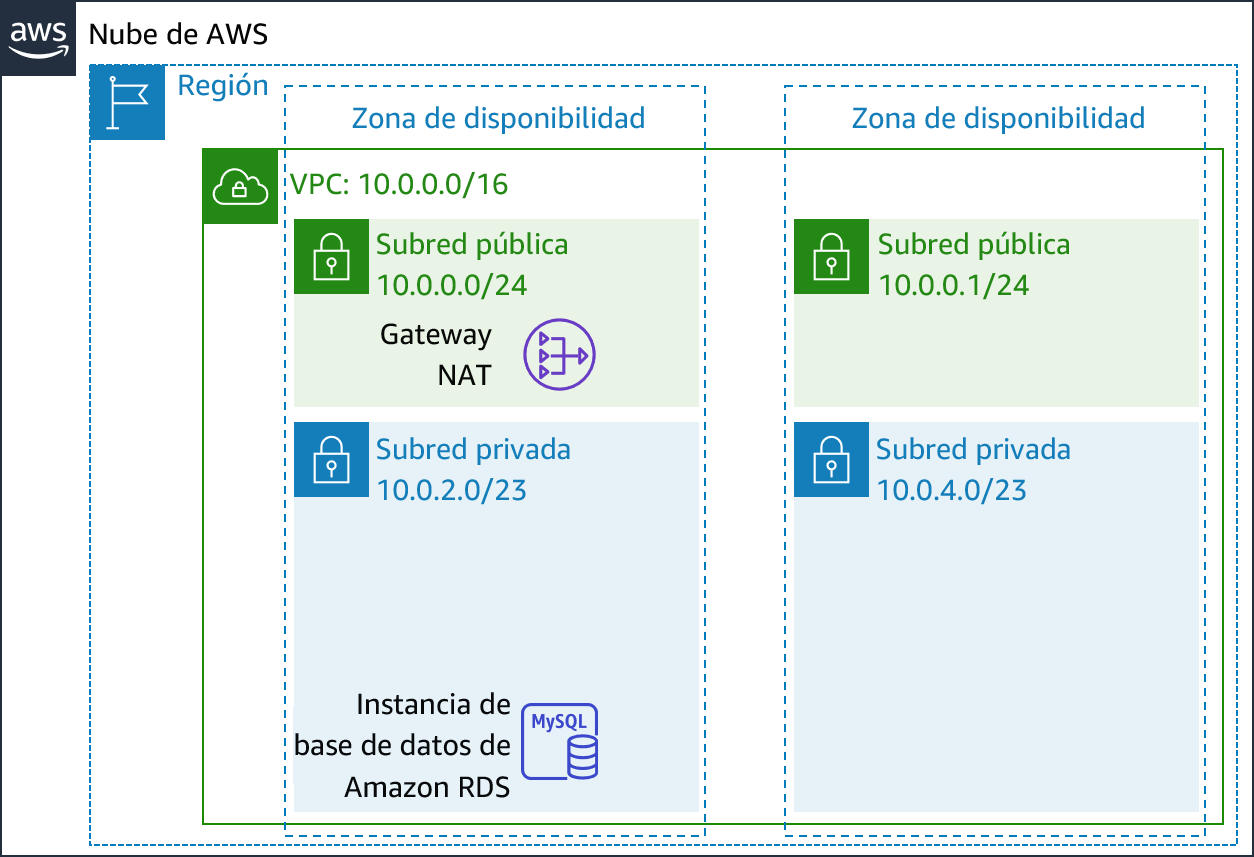 aws
Nube de AWS
Región
Zona de disponibilidad
Zona de disponibilidad
VPC: 10.0.0.0/16
Subred pública
10.0.0.0/24
Gateway
NAT
Subred pública
10.0.0.1/24
Subred privada
10.0.2.0/23
Instancia de
base de datos de
Amazon RDS
MySQL
Subred privada
10.0.4.0/23